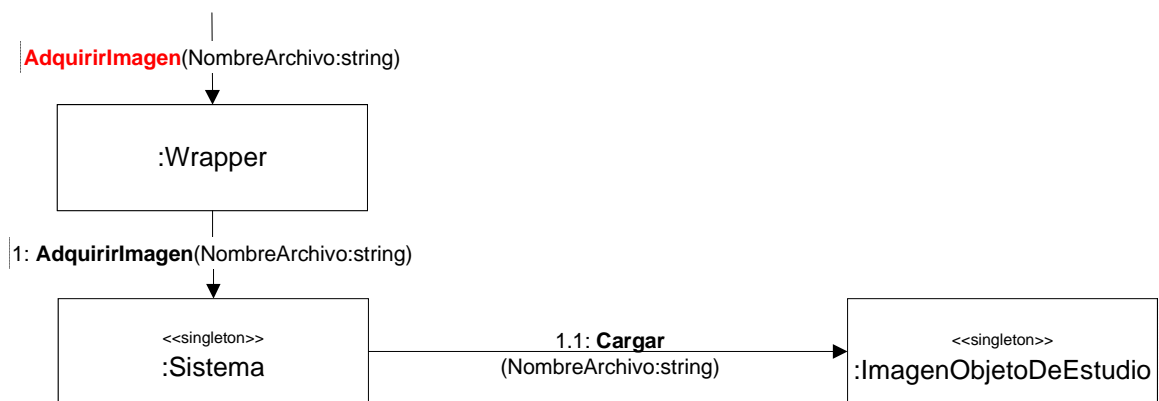 AdquirirImagen(NombreArchivo:string)
:Wrapper
1: AdquirirImagen(NombreArchivo:string)
<<singleton>>
:Sistema
1.1: Cargar
(NombreArchivo:string)
<<singleton>>
:ImagenObjetoDeEstudio